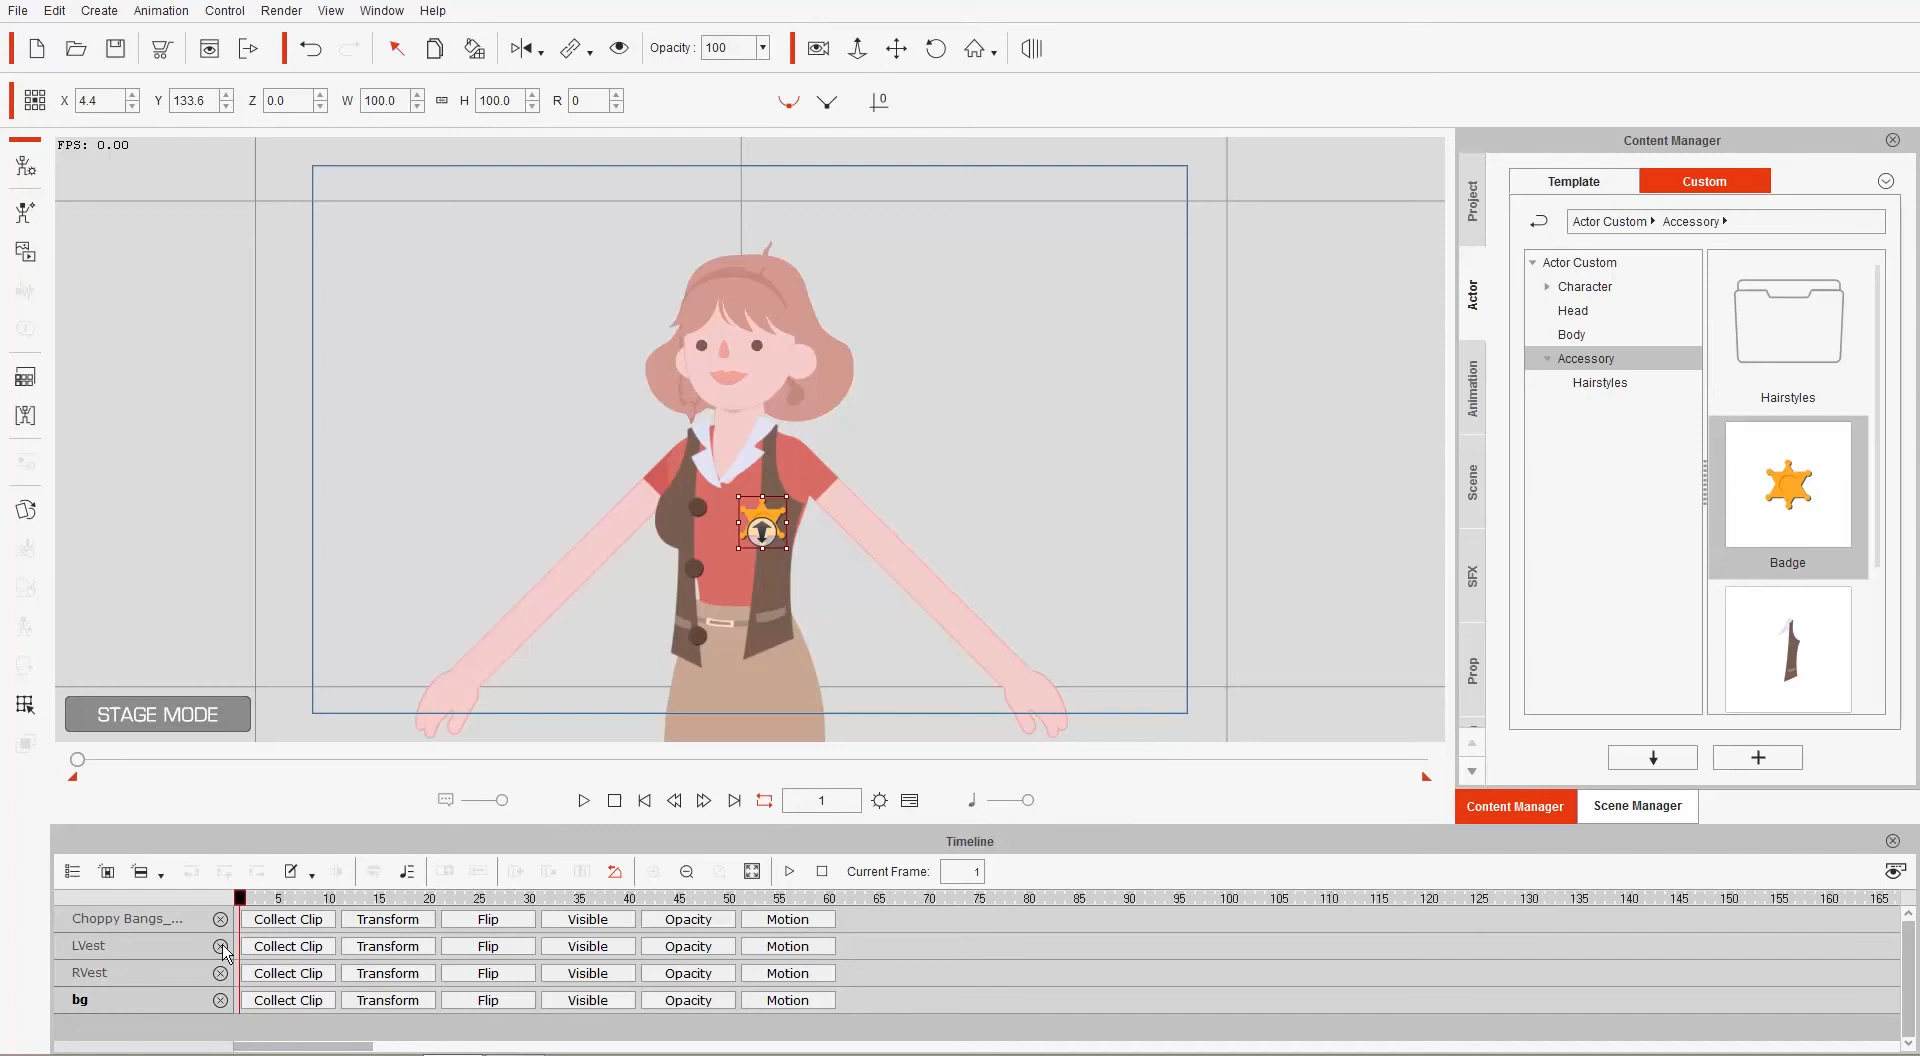 File Edit Create Animation Control Render View Window Help
Opacity : 100
X 4.4 Y 133.6 Z 0.0 W 100.0 H 100.0 R 0
0
FPS: 0.00
STAGE MODE
Content Manager
Template Custom
Actor Custom Accessory
Project
Actor
Animation
Scene
SFX
Prop
Actor Custom
Character
Head
Body
Accessory
Hairstyles
Hairstyles
Badge
1
Content Manager Scene Manager
Timeline
Current Frame: 1
5 10 15 20 25 30 35 40 45 50 55 60 65 70 75 80 85 90 95 100 105 110 115 120 125 130 135 140 145 150 155 160 165
Choppy Bangs_... Collect Clip Transform Flip Visible Opacity Motion
LVest Collect Clip Transform Flip Visible Opacity Motion
RVest Collect Clip Transform Flip Visible Opacity Motion
bg Collect Clip Transform Flip Visible Opacity Motion